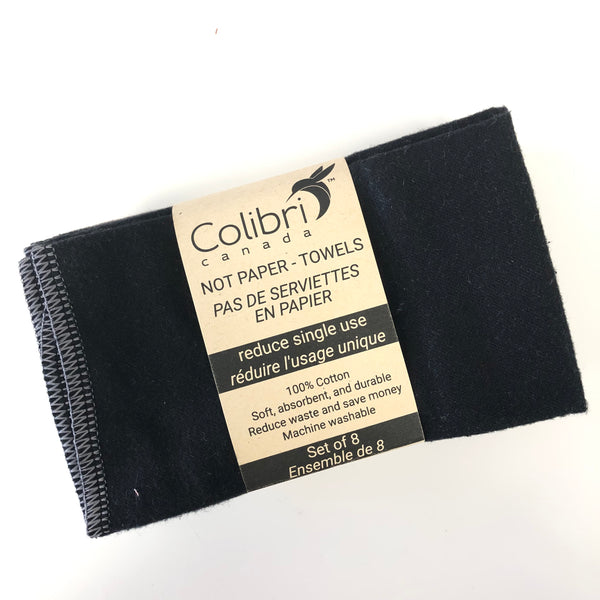 Colibri™
canada
NOT PAPER - TOWELS
PAS DE SERVIETTES
EN PAPIER
reduce single use
réduire l'usage unique
100% Cotton
Soft, absorbent, and durable
Reduce waste and save money
Machine washable
Set of 8
Ensemble de 8